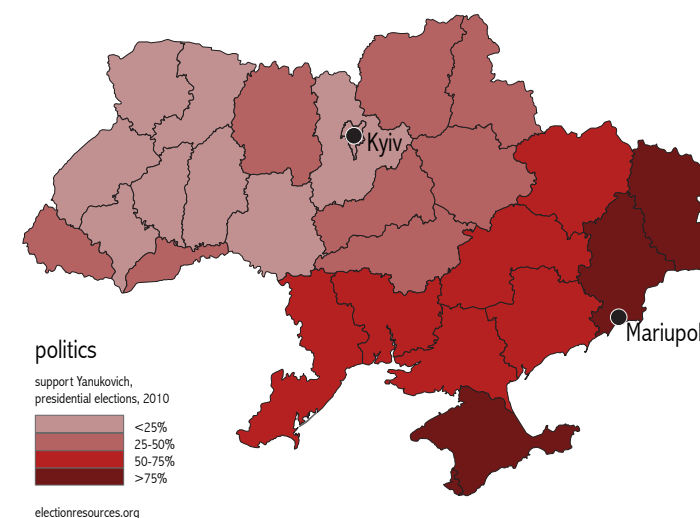 Kyiv
Mariupol
politics
support Yanukovich,
presidential elections, 2010
<25%
25-50%
50-75%
>75%
electionresources.org